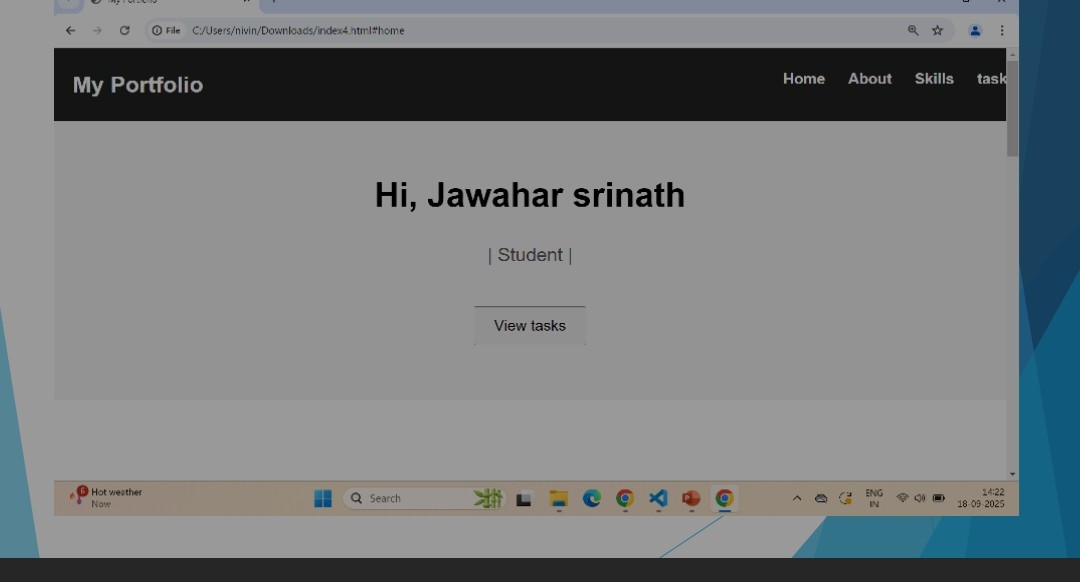 File C:/Users/nivin/Downloads/index4.html#home
My Portfolio
Home About Skills task
Hi, Jawahar srinath
| Student |
View tasks
6 Hot weather
Now
Search
ENG
IN
14:22
18-09-2025